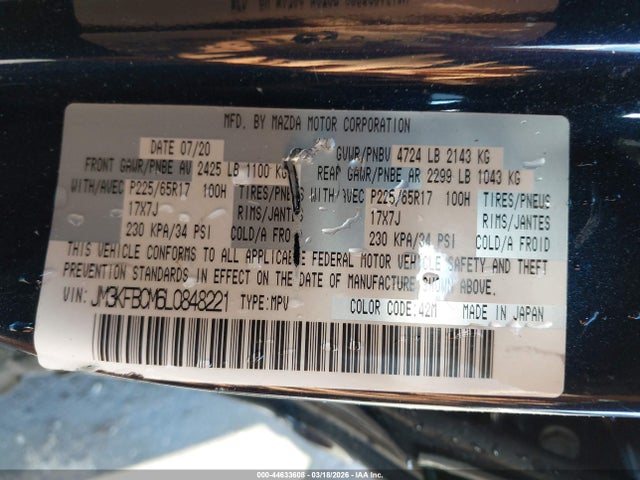 MFD. BY MAZDA MOTOR CORPORATION
DATE 07/20 GVWR/PNBV 4724 LB 2143 KG
FRONT GAWR/PNBE AV 2425 LB 1100 KG REAR GAWR/PNBE AR 2299 LB 1043 KG
WITH/AVEC P225/65R17 100H TIRES/PNEUS WITH/AVEC P225/65R17 100H TIRES/PNEUS
17X7J RIMS/JANTES 17X7J RIMS/JANTES
230 KPA/34 PSI COLD/A FROID 230 KPA/34 PSI COLD/A FROID
THIS VEHICLE CONFORMS TO ALL APPLICABLE FEDERAL MOTOR VEHICLE SAFETY AND THEFT
PREVENTION STANDARDS IN EFFECT ON THE DATE OF MANUFACTURE SHOWN ABOVE.
VIN: JM3KFBCM6L0848221 TYPE:MPV COLOR CODE:42M MADE IN JAPAN
000-44633608 - 03/18/2026 - © IAA, Inc.